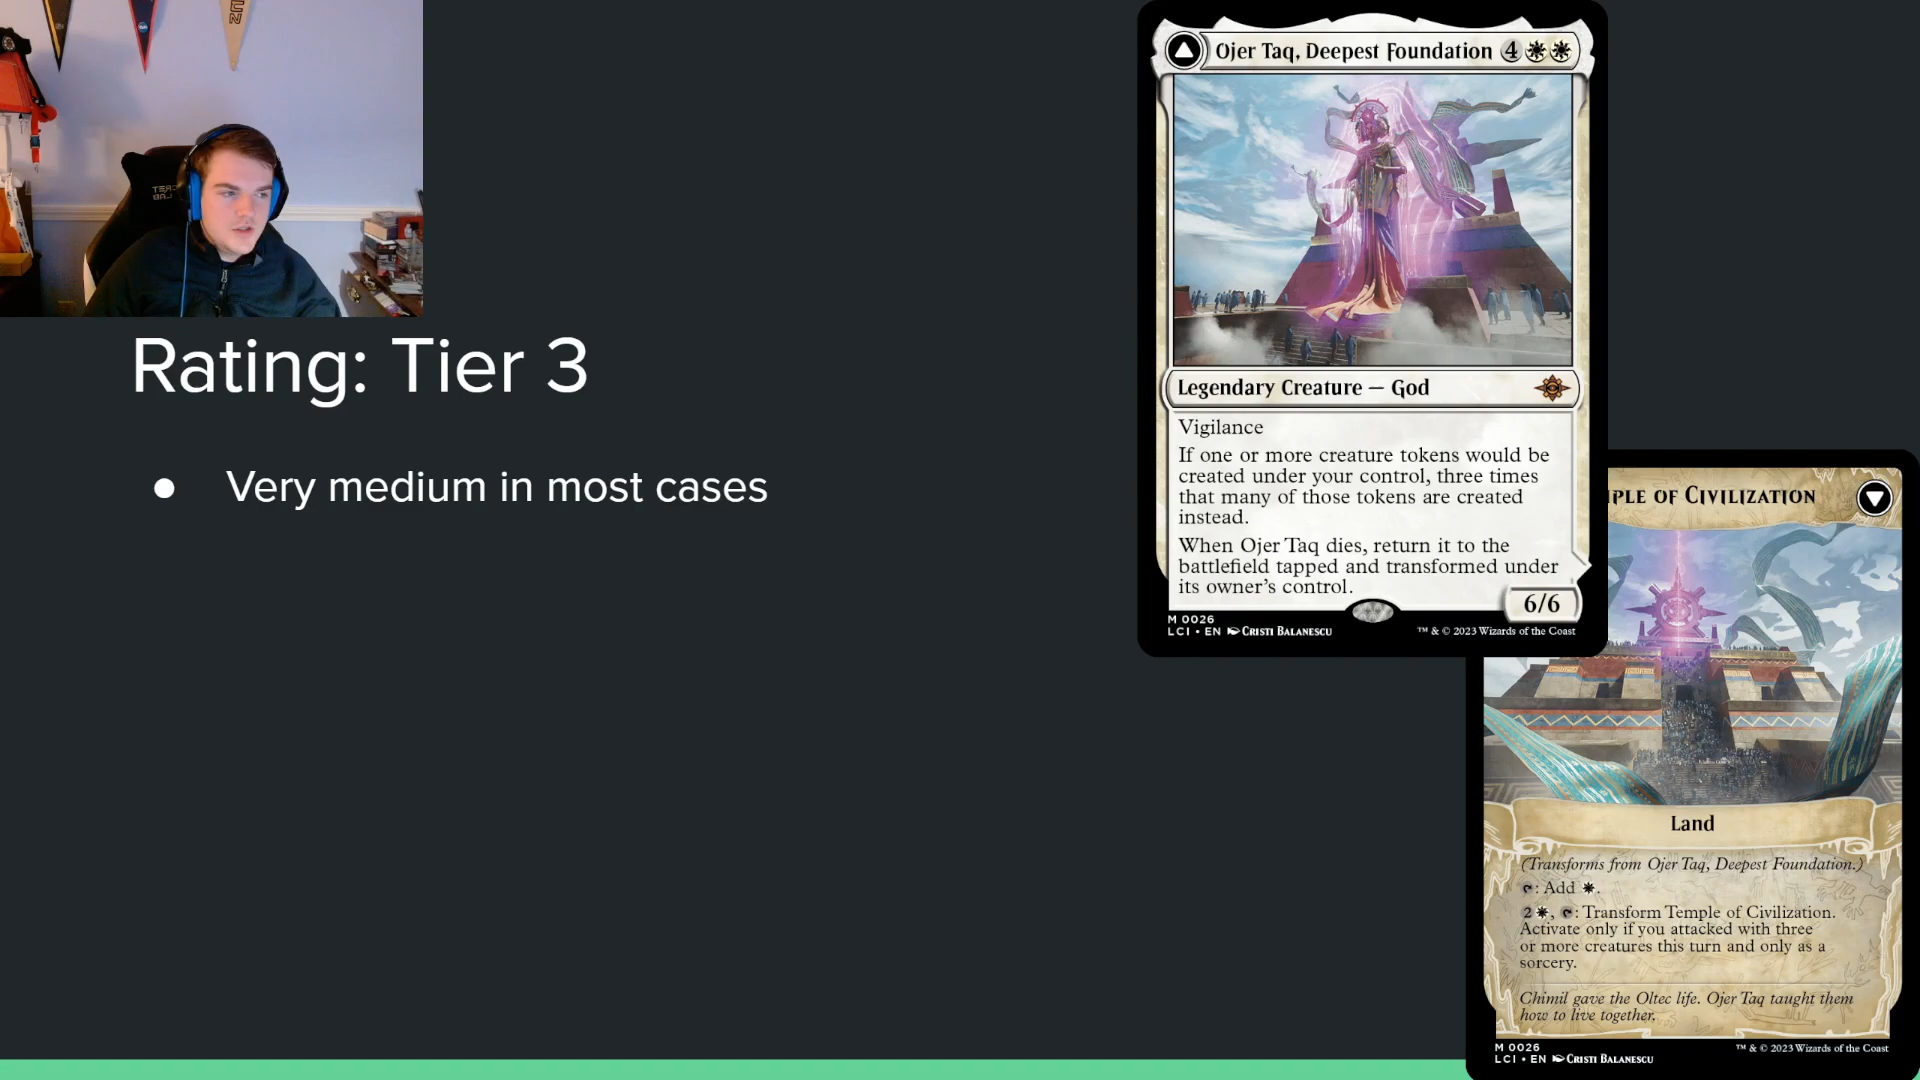 Rating: Tier 3
● Very medium in most cases
Ojer Taq, Deepest Foundation 4
Legendary Creature — God
Vigilance
If one or more creature tokens would be
created under your control, three times
that many of those tokens are created
instead.
When Ojer Taq dies, return it to the
battlefield tapped and transformed under
its owner's control.
6/6
M 0026
LCI • EN Cristi Balanescu
™ & © 2023 Wizards of the Coast
PLE OF CIVILIZATION
Land
(Transforms from Ojer Taq, Deepest Foundation.)
: Add .
2 , : Transform Temple of Civilization.
Activate only if you attacked with three
or more creatures this turn and only as a
sorcery.
Chimil gave the Oltec life. Ojer Taq taught them
how to live together.
M 0026
LCI • EN Cristi Balanescu
™ & © 2023 Wizards of the Coast